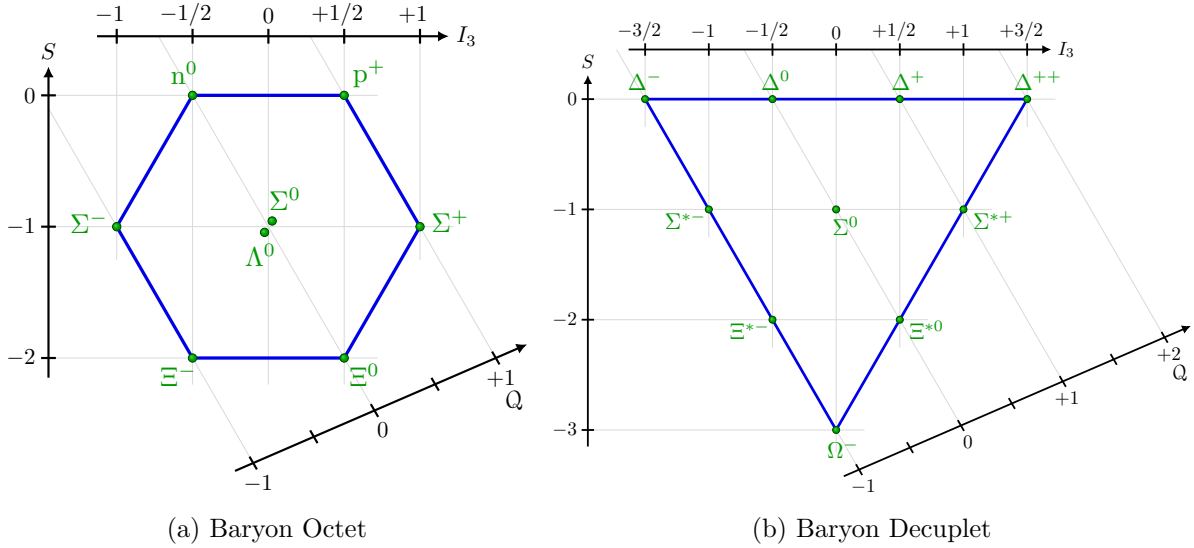 −1 −1/2 0 +1/2 +1 I₃
S
n⁰ p⁺
0
Σ⁰
Σ⁻ −1 Σ⁺
Λ⁰
−2
Ξ⁻ Ξ⁰
+1
Q
0
−1
(a) Baryon Octet
−3/2 −1 −1/2 0 +1/2 +1 +3/2 I₃
S
Δ⁻ Δ⁰ Δ⁺ Δ⁺⁺
0
−1
Σ*⁻ Σ⁰ Σ*⁺
−2
Ξ*⁻ Ξ*⁰
+2
Q
+1
−3
0
Ω⁻
−1
(b) Baryon Decuplet